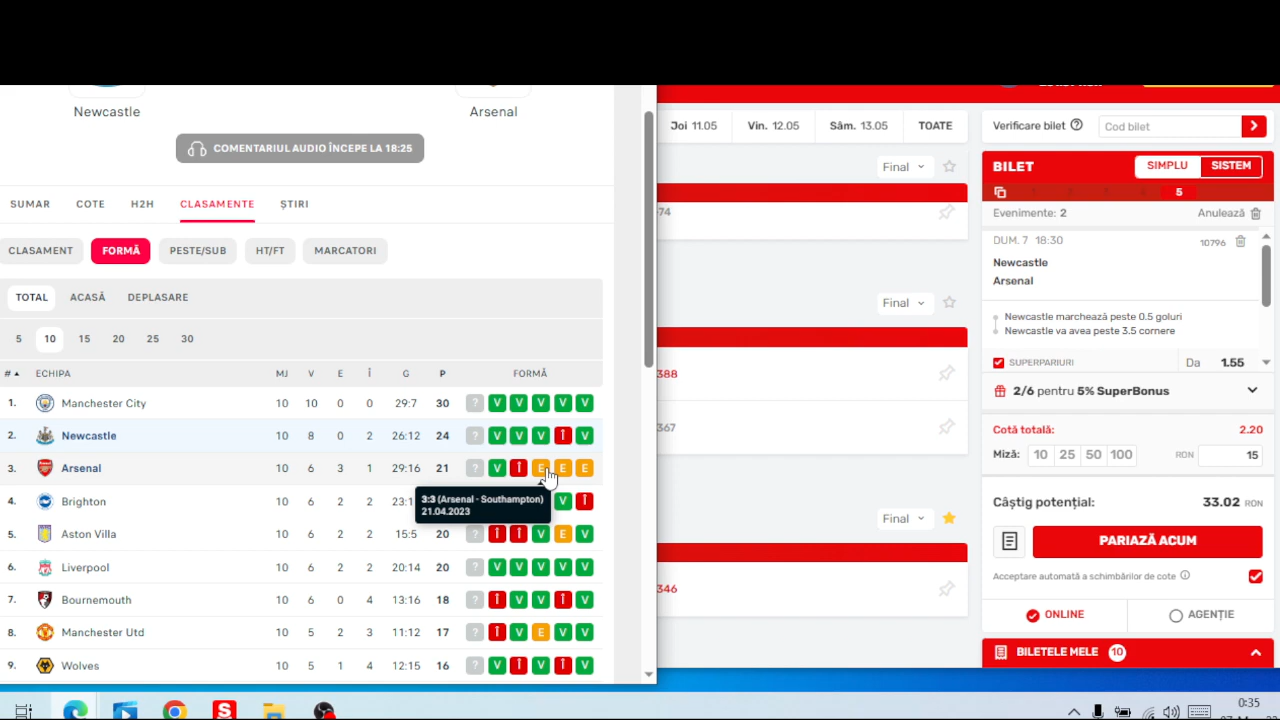 Newcastle
Arsenal
COMENTARIUL AUDIO ÎNCEPE LA 18:25
SUMAR COTE H2H CLASAMENTE ȘTIRI
CLASAMENT FORMĂ PESTE/SUB HT/FT MARCATORI
TOTAL ACASĂ DEPLASARE
5 10 15 20 25 30
# ECHIPA MJ V E Î G P FORMĂ
1. Manchester City 10 10 0 0 29:7 30 ? V V V V V
2. Newcastle 10 8 0 2 26:12 24 ? V V V Î V
3. Arsenal 10 6 3 1 29:16 21 ? V Î E E E
4. Brighton 10 6 2 2 V Î
3:3 (Arsenal - Southampton)
21.04.2023
5. Aston Villa 10 6 2 2 15:5 20 ? Î Î V E V
6. Liverpool 10 6 2 2 20:14 20 ? V V V V V
7. Bournemouth 10 6 0 4 13:16 18 ? Î V V Î V
8. Manchester Utd 10 5 2 3 11:12 17 ? Î V E V V
9. Wolves 10 5 1 4 12:15 16 ? V Î V Î V
Joi 11.05 Vin. 12.05 Sâm. 13.05 TOATE
Final
Final
388
367
Final
346
Verificare bilet ? Cod bilet
BILET SIMPLU SISTEM
5
Evenimente: 2 Anulează
DUM. 7 18:30 10796
Newcastle
Arsenal
Newcastle marchează peste 0.5 goluri
Newcastle va avea peste 3.5 cornere
SUPERPARIURI Da 1.55
2/6 pentru 5% SuperBonus
Cotă totală: 2.20
Miză: 10 25 50 100 RON 15
Câștig potențial: 33.02 RON
PARIAZĂ ACUM
Acceptare automată a schimbărilor de cote
ONLINE AGENȚIE
BILETELE MELE 10
0:35